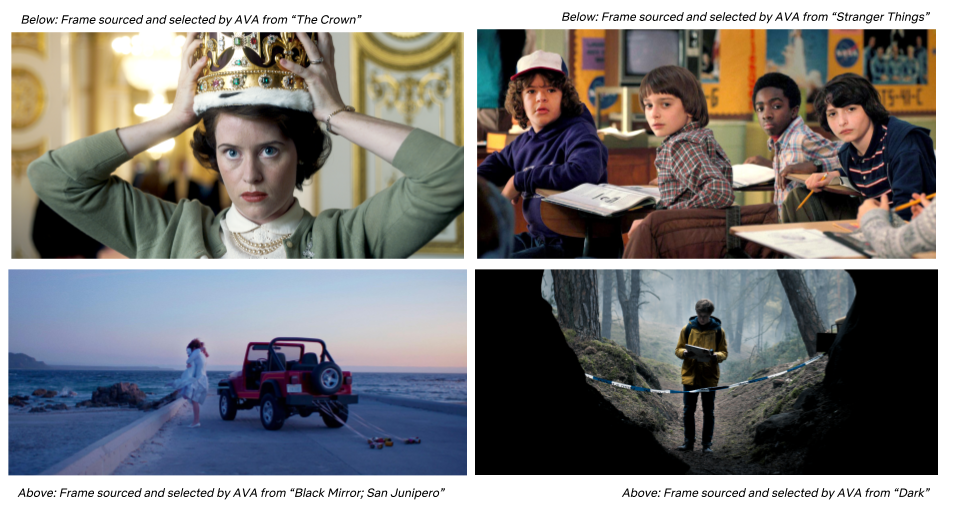 Below: Frame sourced and selected by AVA from “The Crown”
Below: Frame sourced and selected by AVA from “Stranger Things”
NASA
Above: Frame sourced and selected by AVA from “Black Mirror; San Junipero”
Above: Frame sourced and selected by AVA from “Dark”